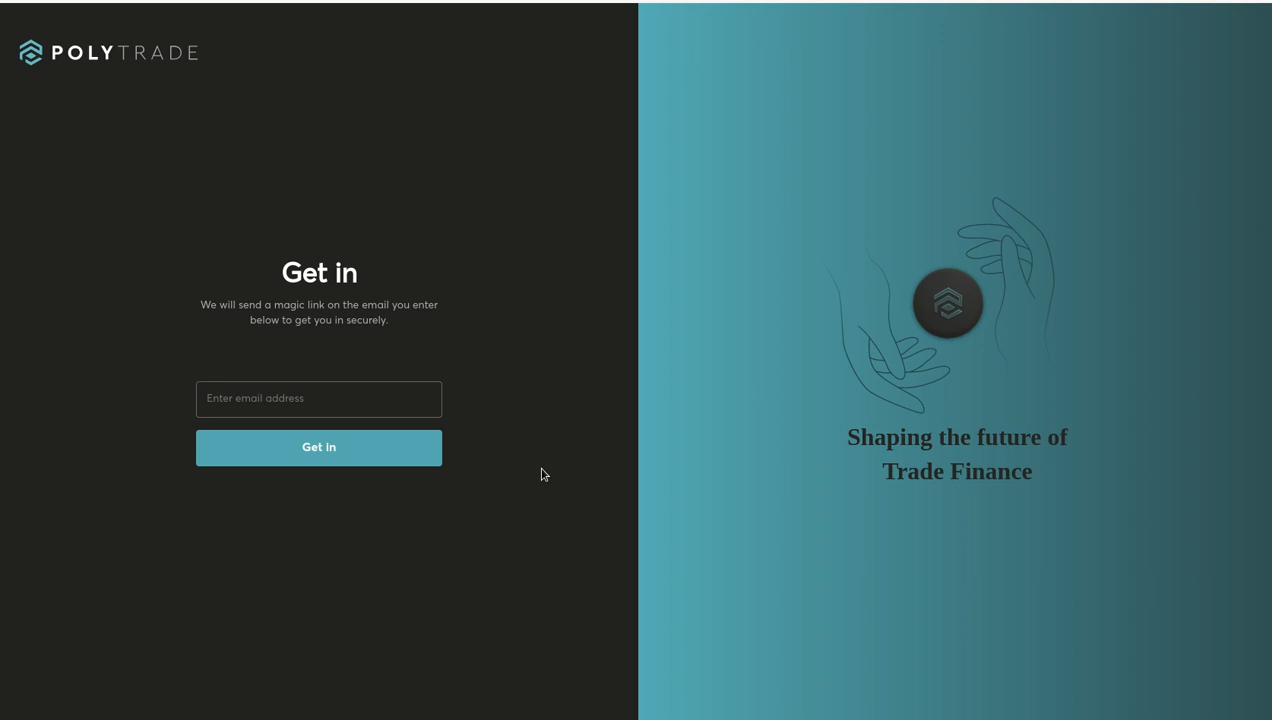 POLYTRADE
Get in
We will send a magic link on the email you enter
below to get you in securely.
Enter email address
Get in
Shaping the future of
Trade Finance